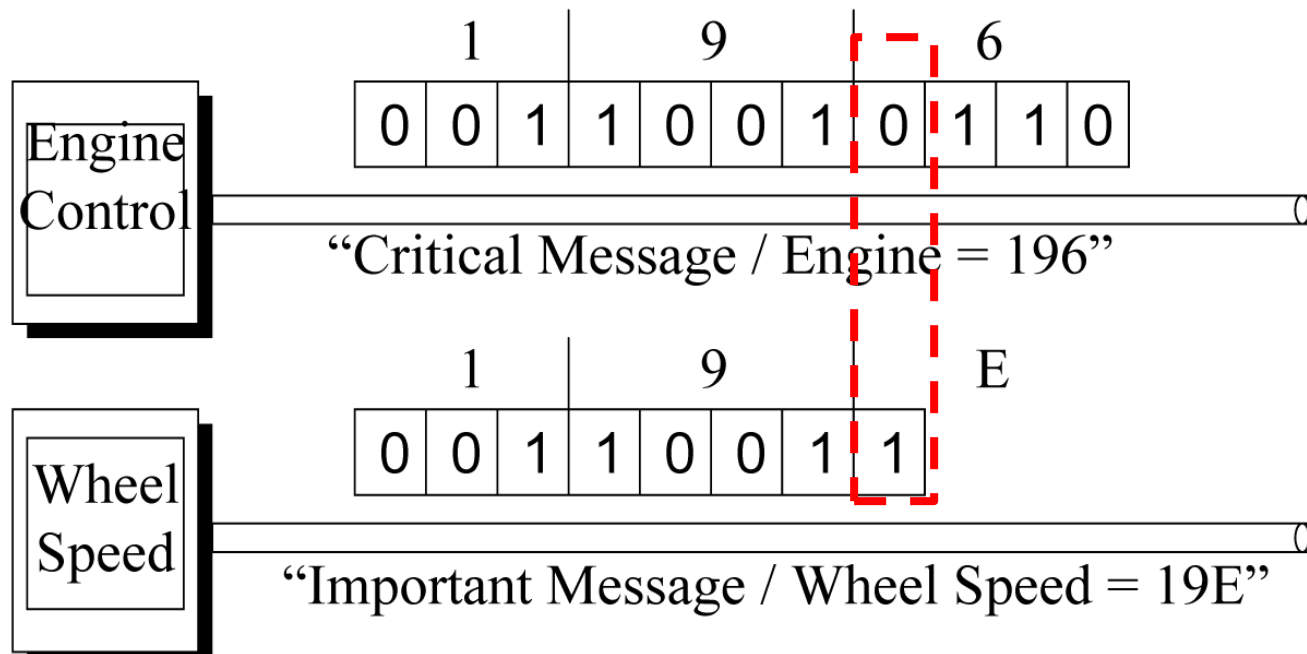 1 9 6
0 0 1 1 0 0 1 0 1 1 0
Engine
Control
“Critical Message / Engine = 196”
1 9 E
0 0 1 1 0 0 1 1
Wheel
Speed
“Important Message / Wheel Speed = 19E”